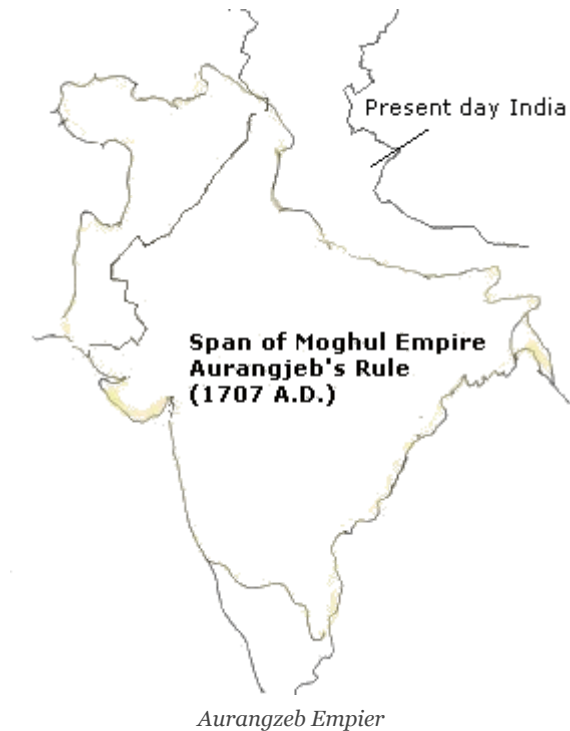 Present day India
Span of Moghul Empire
Aurangjeb's Rule
(1707 A.D.)
Aurangzeb Empier